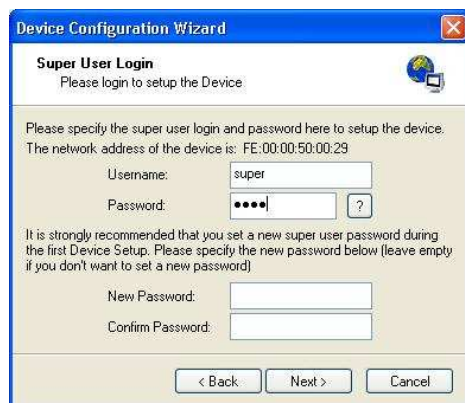 Device Configuration Wizard
Super User Login
Please login to setup the Device
Please specify the super user login and password here to setup the device.
The network address of the device is: FE:00:00:50:00:29
Username: super
Password: ●●●● ?
It is strongly recommended that you set a new super user password during
the first Device Setup. Please specify the new password below (leave empty
if you don't want to set a new password)
New Password:
Confirm Password:
< Back Next > Cancel